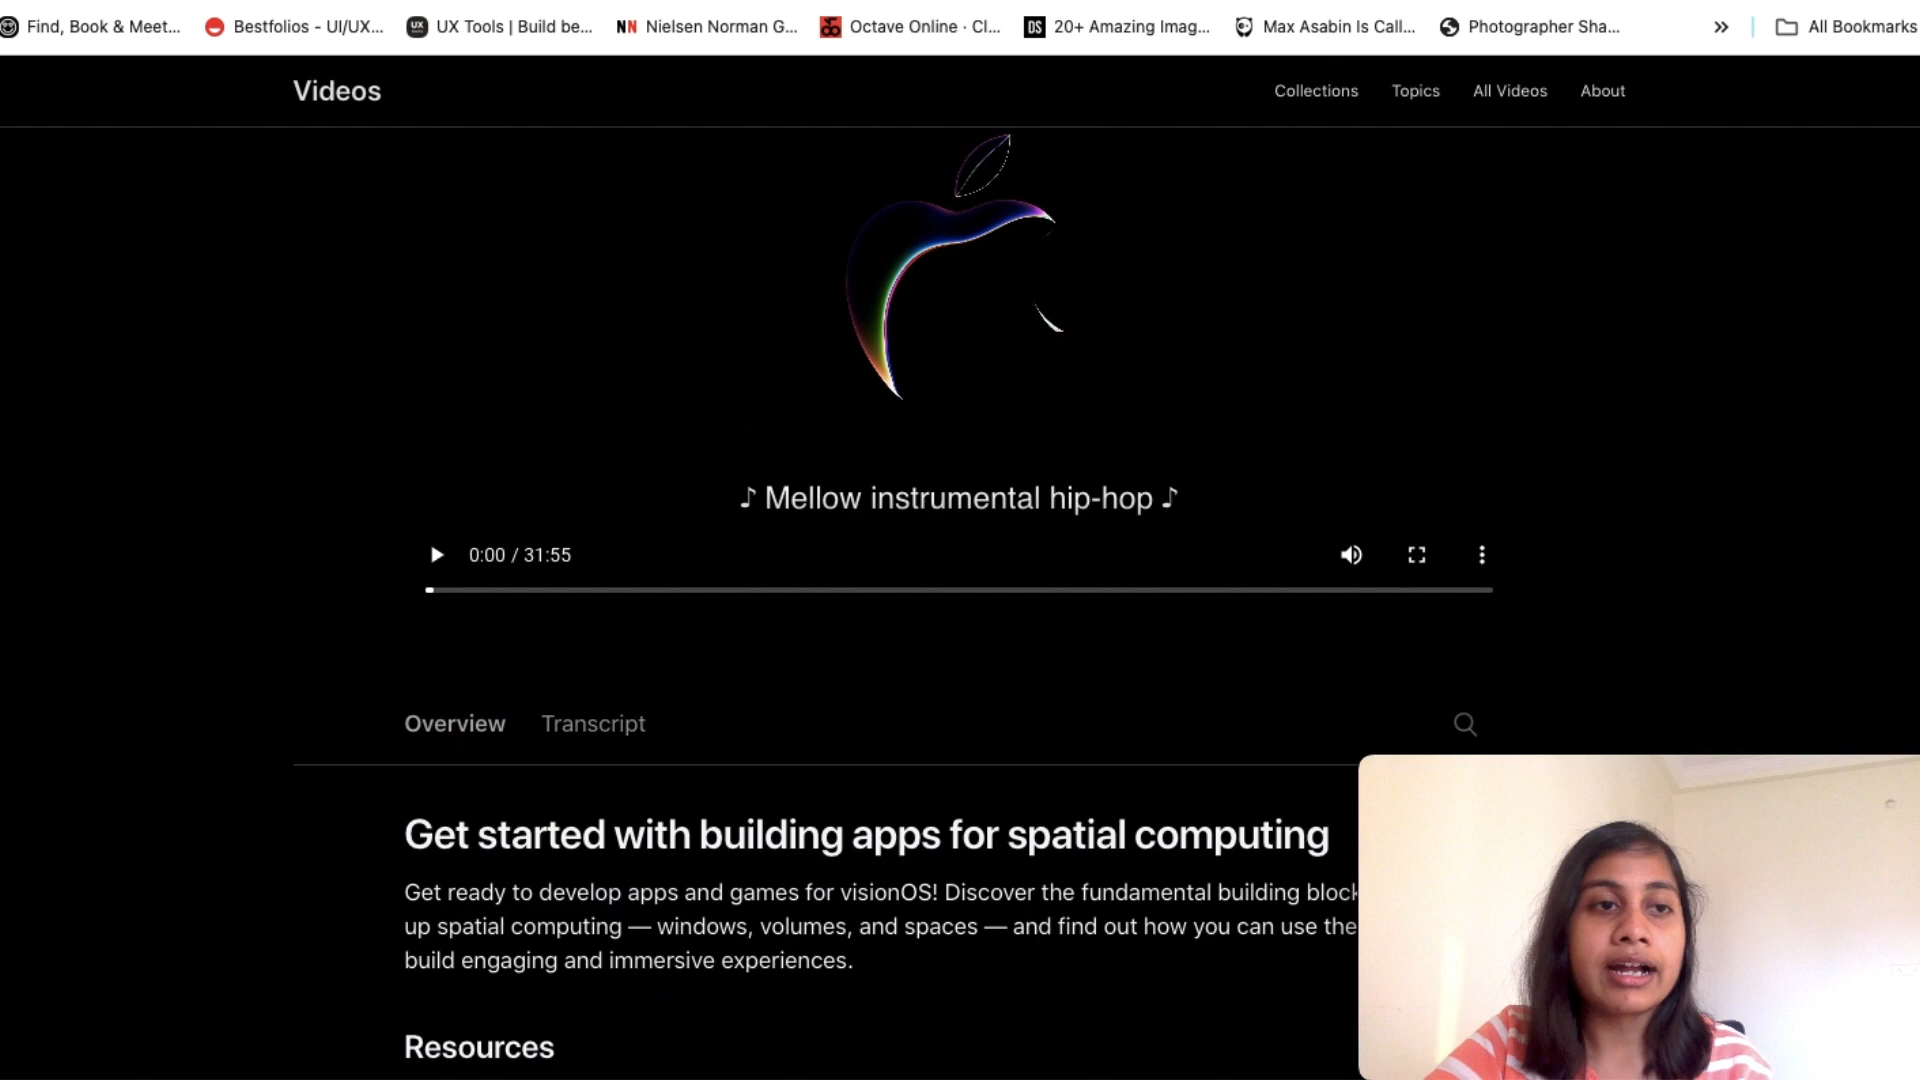 Find, Book & Meet... Bestfolios - UI/UX... UX Tools | Build be... NN Nielsen Norman G... Octave Online · Cl... DS 20+ Amazing Imag... Max Asabin Is Call... Photographer Sha... » All Bookmarks
Videos Collections Topics All Videos About
♪ Mellow instrumental hip-hop ♪
0:00 / 31:55
Overview Transcript
Get started with building apps for spatial computing
Get ready to develop apps and games for visionOS! Discover the fundamental building block
up spatial computing — windows, volumes, and spaces — and find out how you can use the
build engaging and immersive experiences.
Resources